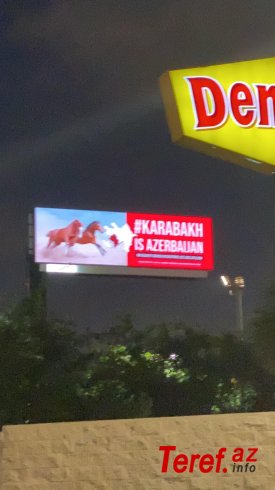 Den
#KARABAKH
IS AZERBAIJAN
Teref.az
info